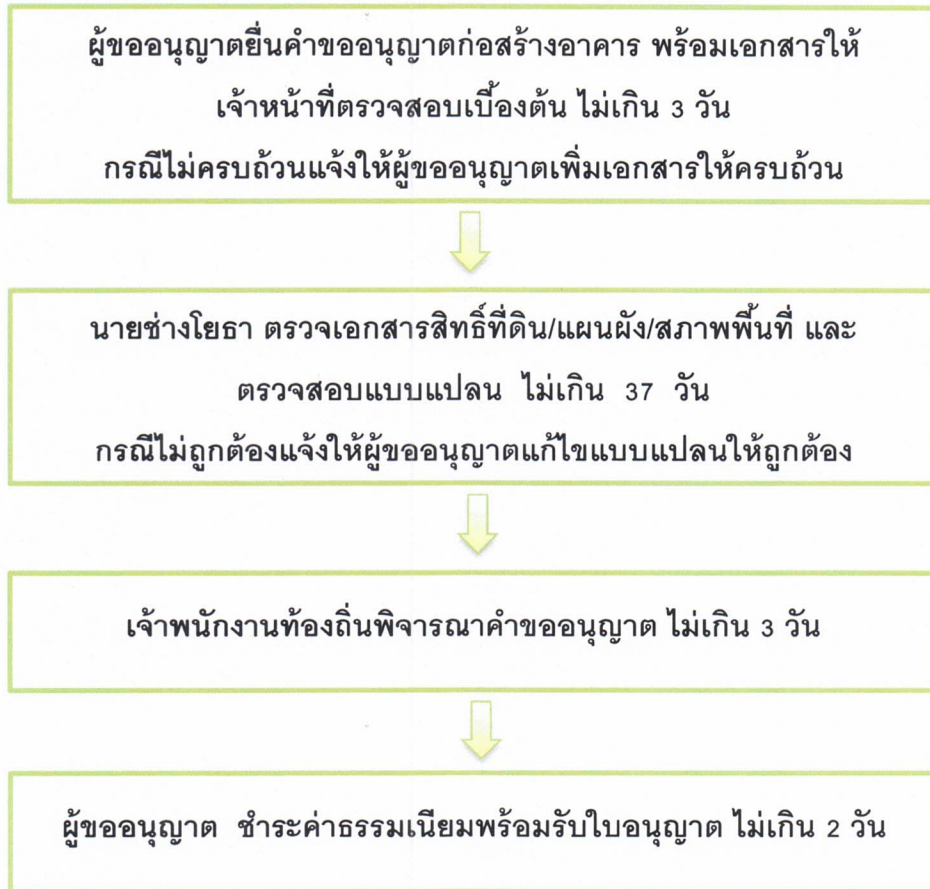 ผู้ขออนุญาตยื่นคำขออนุญาตก่อสร้างอาคาร พร้อมเอกสารให้
เจ้าหน้าที่ตรวจสอบเบื้องต้น ไม่เกิน 3 วัน
กรณีไม่ครบถ้วนแจ้งให้ผู้ขออนุญาตเพิ่มเอกสารให้ครบถ้วน
นายช่างโยธา ตรวจเอกสารสิทธิ์ที่ดิน/แผนผัง/สภาพพื้นที่ และ
ตรวจสอบแบบแปลน ไม่เกิน 37 วัน
กรณีไม่ถูกต้องแจ้งให้ผู้ขออนุญาตแก้ไขแบบแปลนให้ถูกต้อง
เจ้าพนักงานท้องถิ่นพิจารณาคำขออนุญาต ไม่เกิน 3 วัน
ผู้ขออนุญาต ชำระค่าธรรมเนียมพร้อมรับใบอนุญาต ไม่เกิน 2 วัน